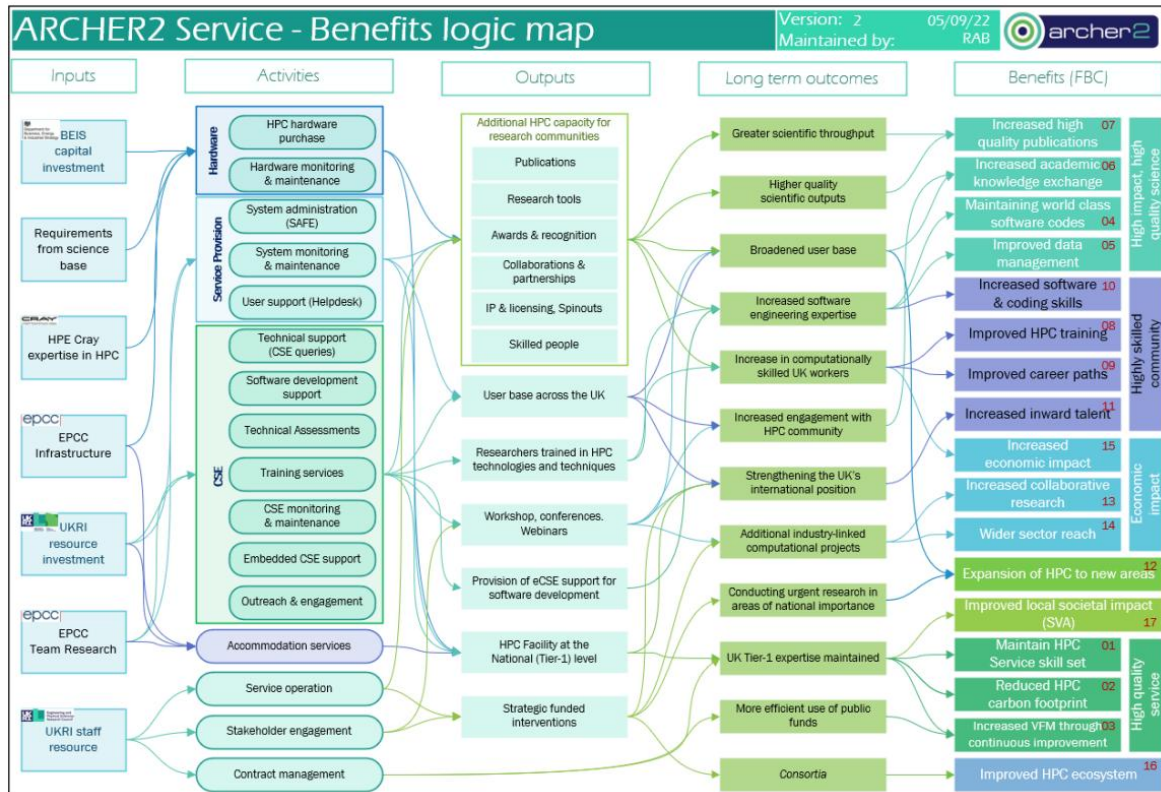 ARCHER2 Service - Benefits logic map
Version: 2
05/09/22
Maintained by:
RAB
archer2
Inputs
Activities
Outputs
Long term outcomes
Benefits (FBC)
BEIS
capital
investment
Requirements
from science
base
CRAY
HPE Cray
expertise in HPC
epcc
EPCC
Infrastructure
UKRI
resource
investment
epcc
EPCC
Team Research
UKRI staff
resource
Hardware
HPC hardware
purchase
Hardware monitoring
& maintenance
Service Provision
System administration
(SAFE)
System monitoring
& maintenance
User support (Helpdesk)
CSE
Technical support
(CSE queries)
Software development
support
Technical Assessments
Training services
CSE monitoring
& maintenance
Embedded CSE support
Outreach & engagement
Accommodation services
Service operation
Stakeholder engagement
Contract management
Additional HPC capacity for
research communities
Publications
Research tools
Awards & recognition
Collaborations &
partnerships
IP & licensing, Spinouts
Skilled people
User base across the UK
Researchers trained in HPC
technologies and techniques
Workshop, conferences.
Webinars
Provision of eCSE support for
software development
HPC Facility at the
National (Tier-1) level
Strategic funded
interventions
Greater scientific throughput
Higher quality
scientific outputs
Broadened user base
Increased software
engineering expertise
Increase in computationally
skilled UK workers
Increased engagement with
HPC community
Strengthening the UK's
international position
Additional industry-linked
computational projects
Conducting urgent research in
areas of national importance
UK Tier-1 expertise maintained
More efficient use of public
funds
Consortia
Increased high
quality publications
07
Increased academic
knowledge exchange
06
Maintaining world class
software codes
04
Improved data
management
05
High impact, high
quality science
Increased software
& coding skills
10
Improved HPC training
08
Improved career paths
09
Increased inward talent
11
Highly skilled
community
Increased
economic impact
15
Increased collaborative
research
13
Wider sector reach
14
Economic
impact
Expansion of HPC to new areas
12
Improved local societal impact
(SVA)
17
Maintain HPC
Service skill set
01
Reduced HPC
carbon footprint
02
Increased VFM through
continuous improvement
03
High quality
service
Improved HPC ecosystem
16